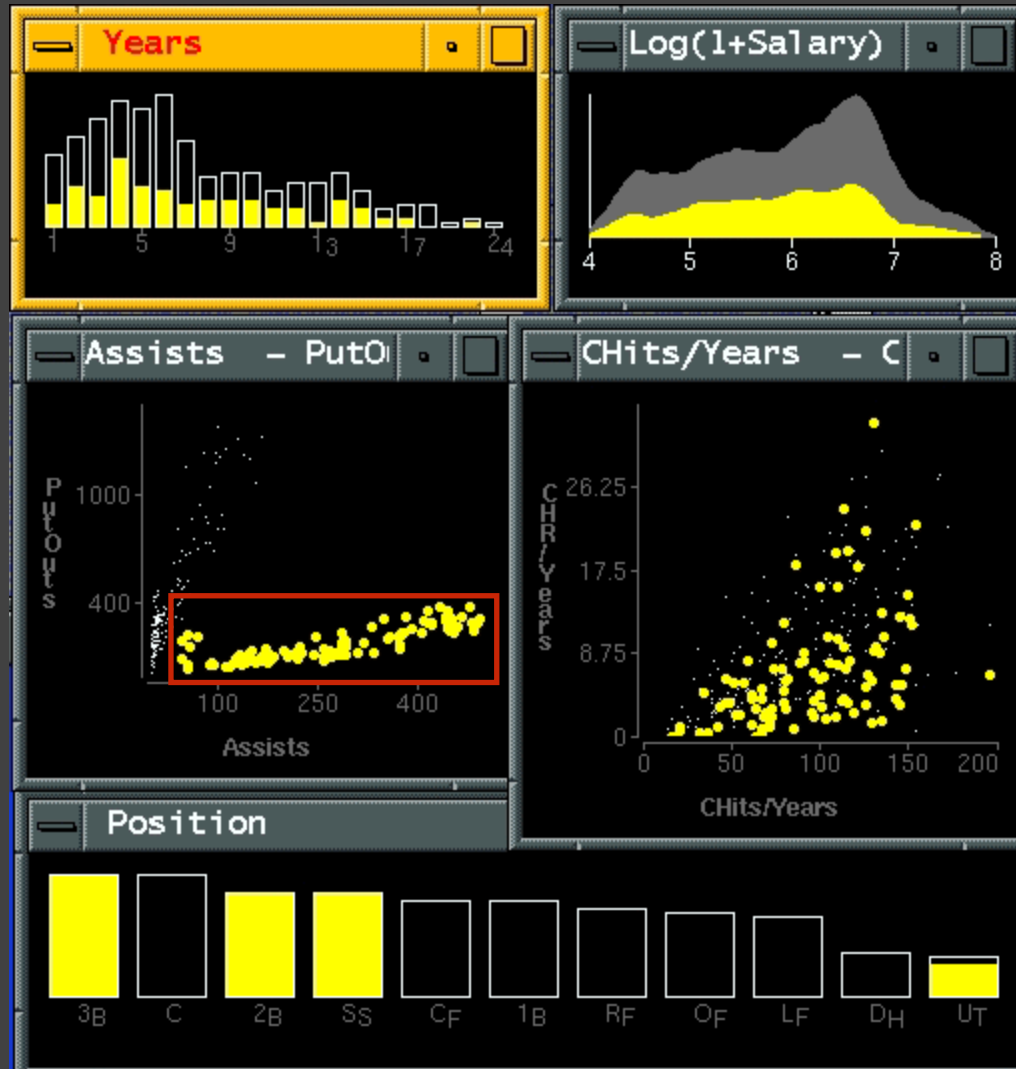 Years
Log(1+Salary)
1 5 9 13 17 24
4 5 6 7 8
Assists - PutO
CHits/Years - C
PutOuts
1000
400
100 250 400
Assists
CHR/Years
26.25
17.5
8.75
0
0 50 100 150 200
CHits/Years
Position
3B C 2B SS CF 1B RF OF LF DH UT